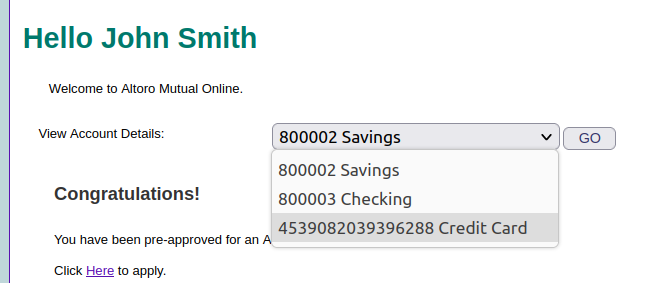 Hello John Smith
Welcome to Altoro Mutual Online.
View Account Details:
800002 Savings
GO
800002 Savings
800003 Checking
4539082039396288 Credit Card
Congratulations!
You have been pre-approved for an A
Click Here to apply.